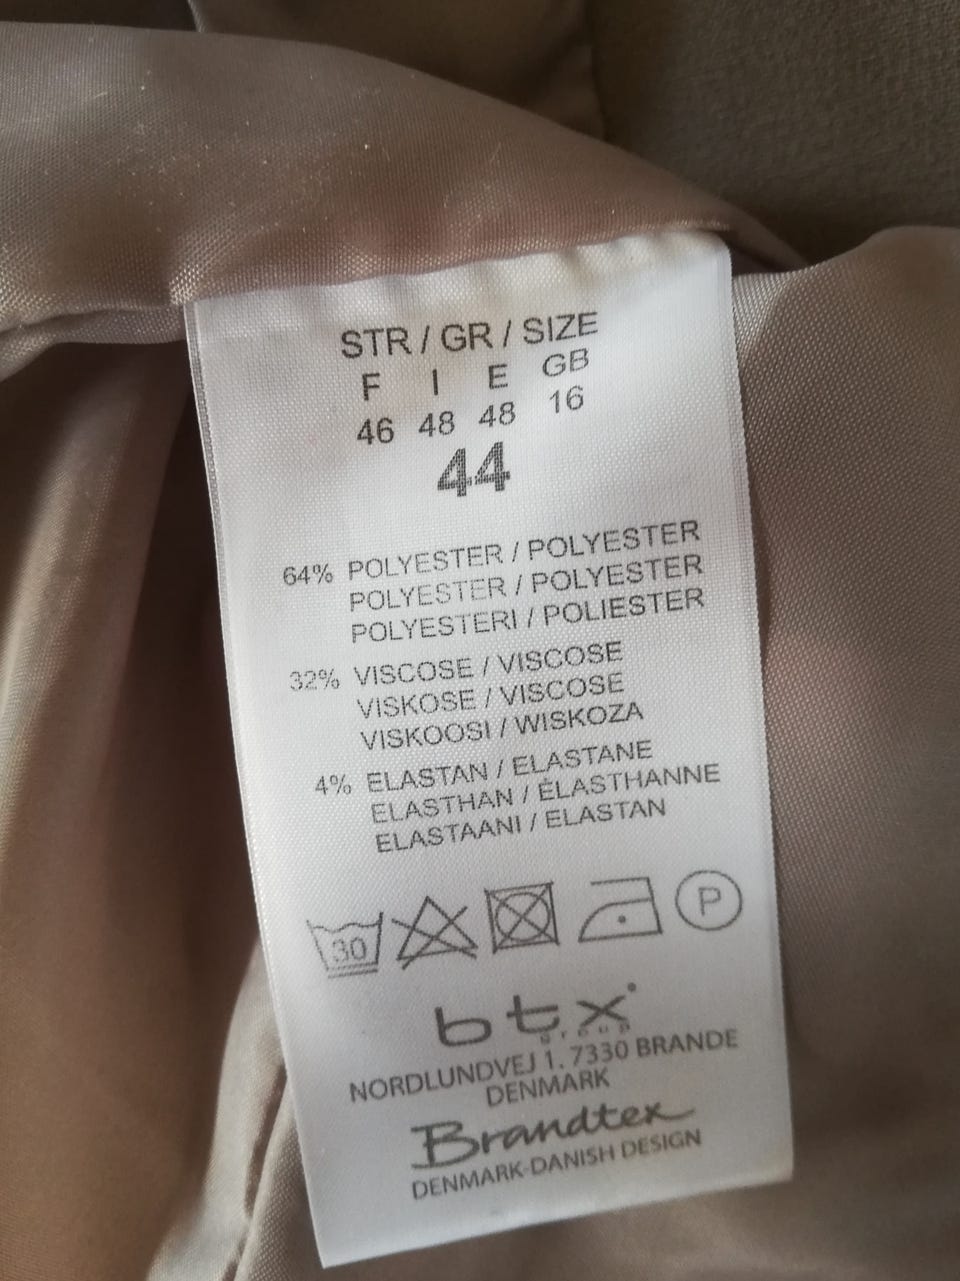 STR / GR / SIZE
F I E GB
46 48 48 16
44
64% POLYESTER / POLYESTER
POLYESTER / POLYESTER
POLYESTERI / POLIESTER
32% VISCOSE / VISCOSE
VISKOSE / VISCOSE
VISKOOSI / WISKOZA
4% ELASTAN / ELASTANE
ELASTHAN / ÉLASTHANNE
ELASTAANI / ELASTAN
30 P
btx
group
NORDLUNDVEJ 1. 7330 BRANDE
DENMARK
Brandtex
DENMARK-DANISH DESIGN